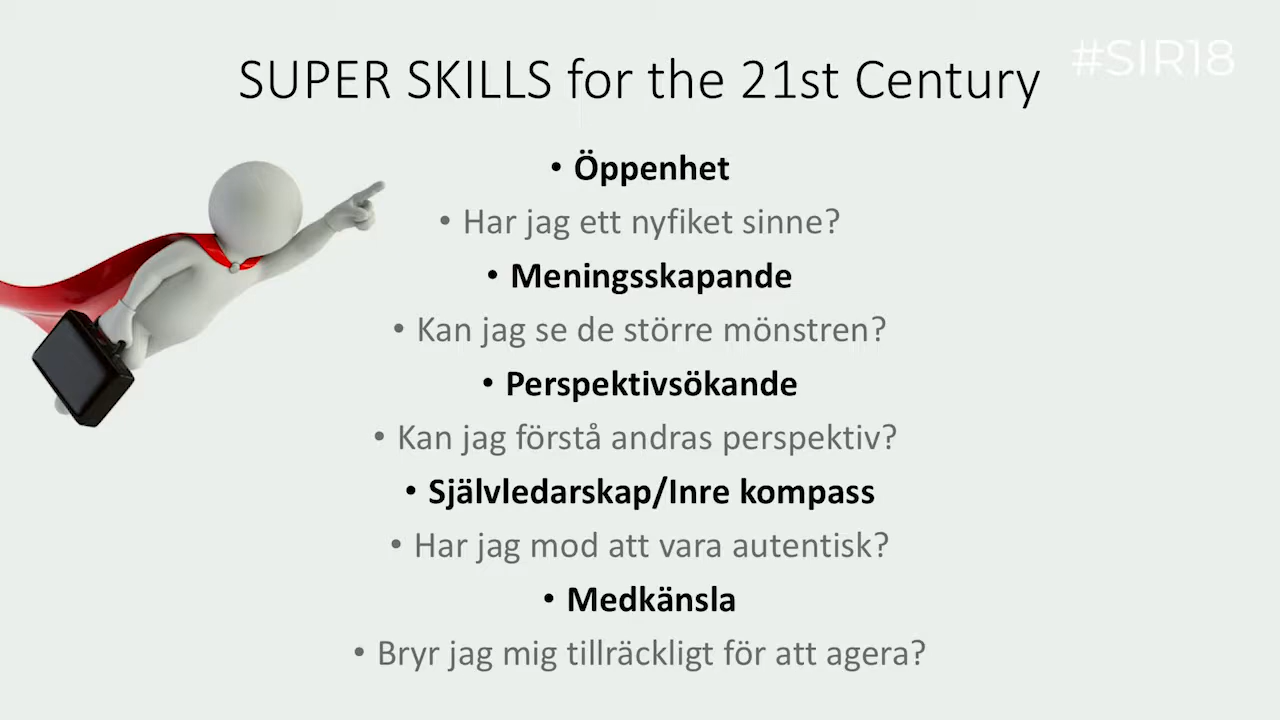 #SIR18
SUPER SKILLS for the 21st Century
• Öppenhet
• Har jag ett nyfiket sinne?
• Meningsskapande
• Kan jag se de större mönstren?
• Perspektivsökande
• Kan jag förstå andras perspektiv?
• Självledarskap/Inre kompass
• Har jag mod att vara autentisk?
• Medkänsla
• Bryr jag mig tillräckligt för att agera?